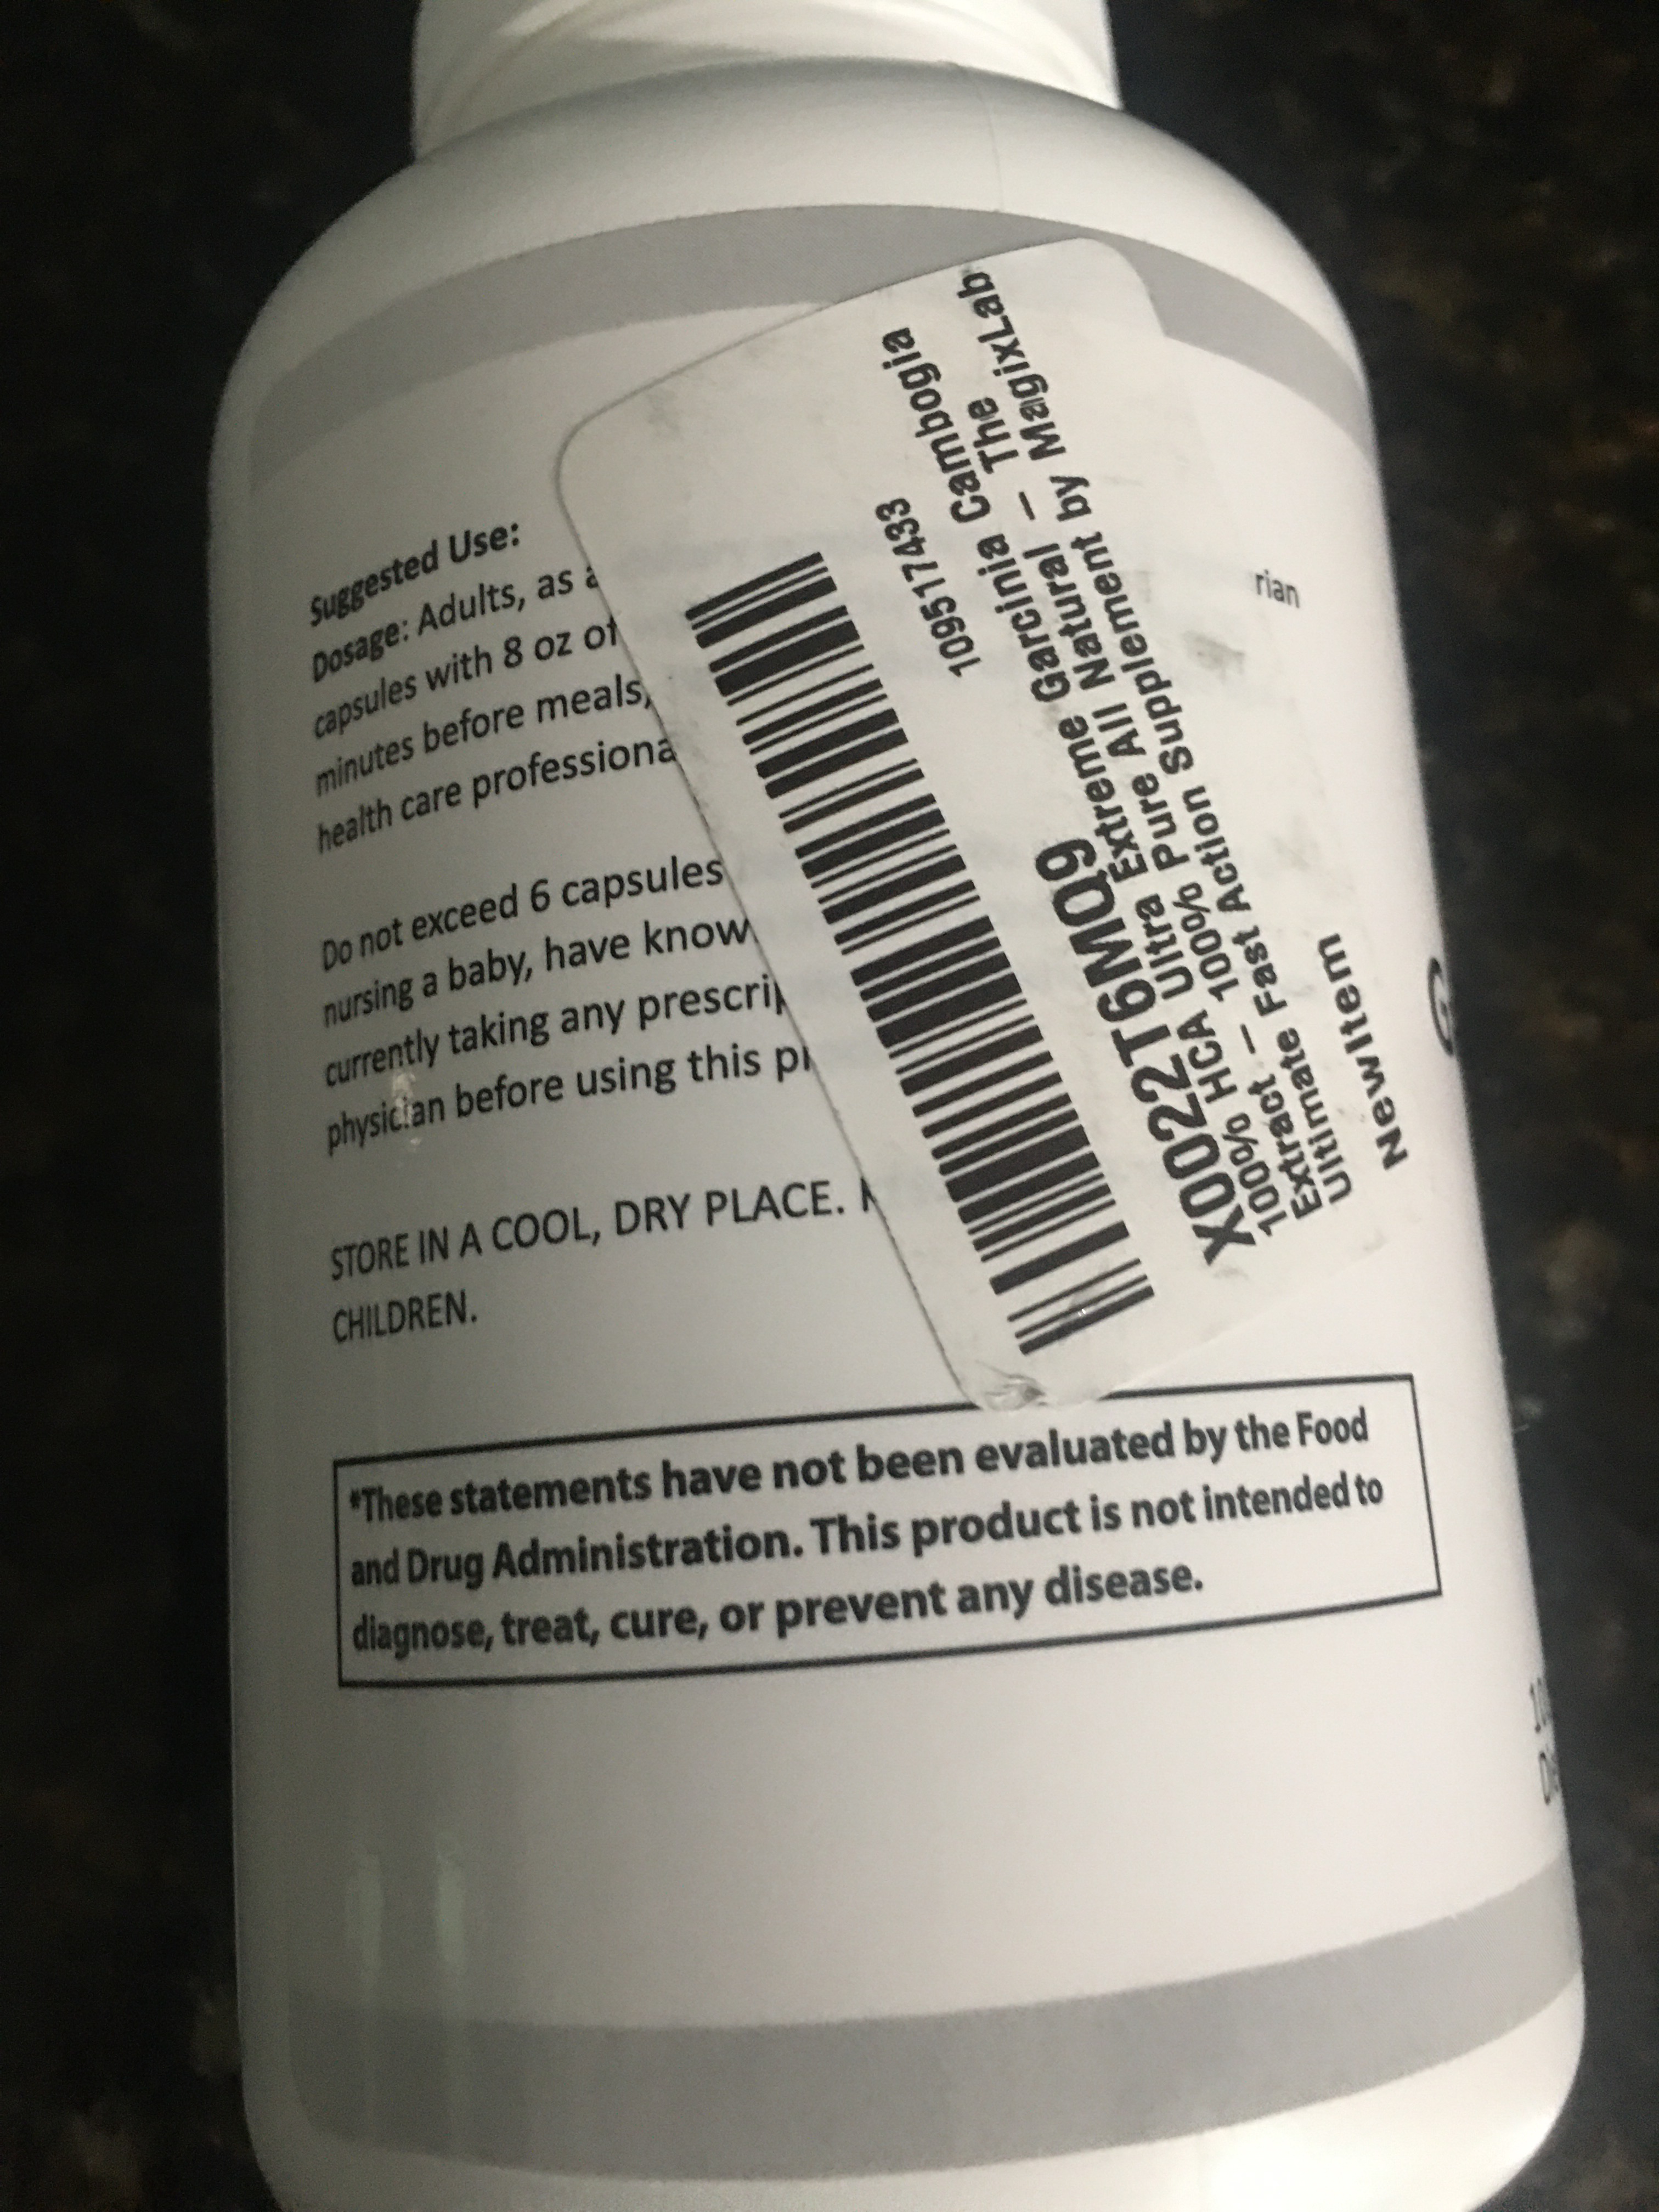 Suggested Use:
Dosage: Adults, as a
capsules with 8 oz of
minutes before meals,
health care professiona
rian
Do not exceed 6 capsules
nursing a baby, have know
currently taking any prescrip
physician before using this pr
STORE IN A COOL, DRY PLACE.
CHILDREN.
*These statements have not been evaluated by the Food
and Drug Administration. This product is not intended to
diagnose, treat, cure, or prevent any disease.
109517433
X0022T6MQ9
100% HCA Ultra Extreme Garcinia Cambogia
Extract – 100% Pure All Natural – The
Ultimate Fast Action Supplement by MagixLab
NewItem
G
10